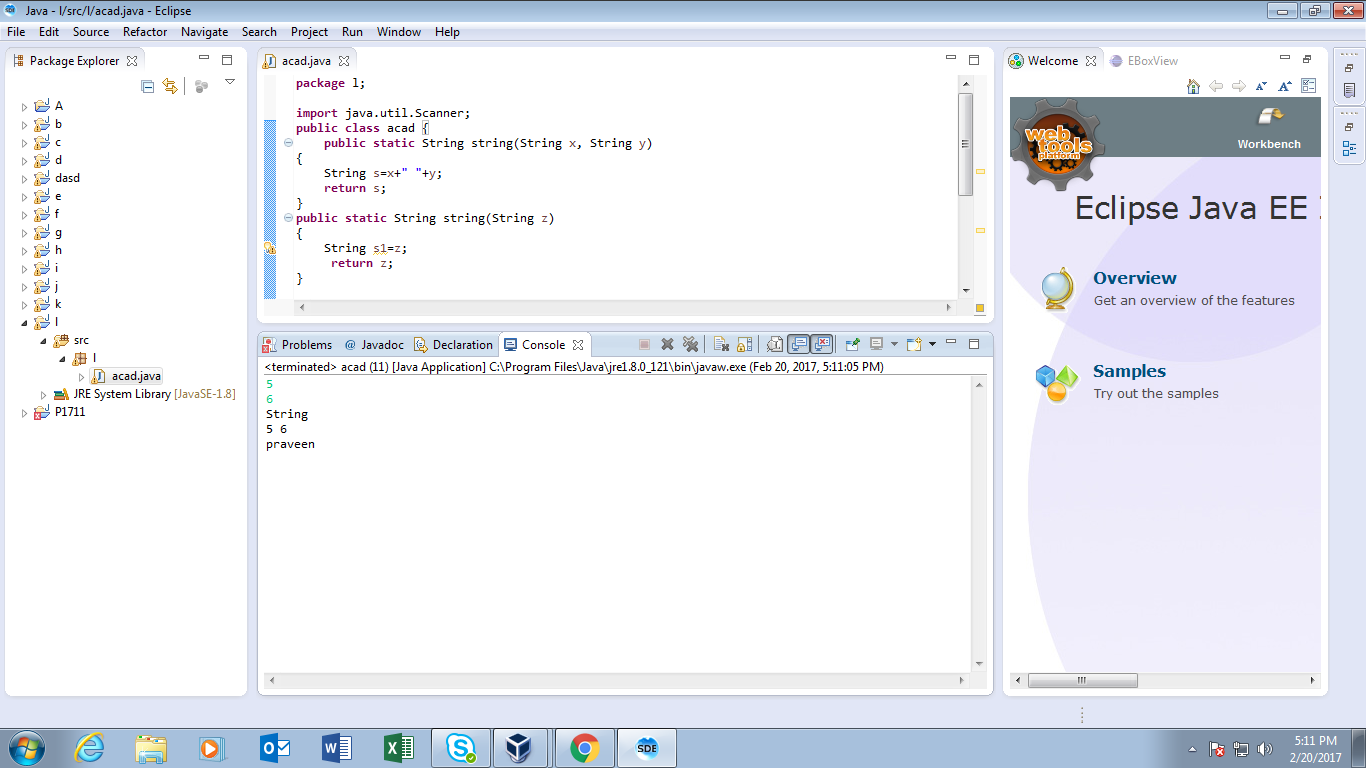 Java - l/src/l/acad.java - Eclipse
File Edit Source Refactor Navigate Search Project Run Window Help
Package Explorer
A
b
c
d
dasd
e
f
g
h
i
j
k
l
src
l
acad.java
JRE System Library [JavaSE-1.8]
P1711
acad.java
package l;
import java.util.Scanner;
public class acad {
public static String string(String x, String y)
{
String s=x+" "+y;
return s;
}
public static String string(String z)
{
String s1=z;
return z;
}
Problems @ Javadoc Declaration Console
<terminated> acad (11) [Java Application] C:\Program Files\Java\jre1.8.0_121\bin\javaw.exe (Feb 20, 2017, 5:11:05 PM)
5
6
String
5 6
praveen
Welcome EBoxView
web tools platform
Workbench
Eclipse Java EE
Overview
Get an overview of the features
Samples
Try out the samples
SDE
5:11 PM
2/20/2017